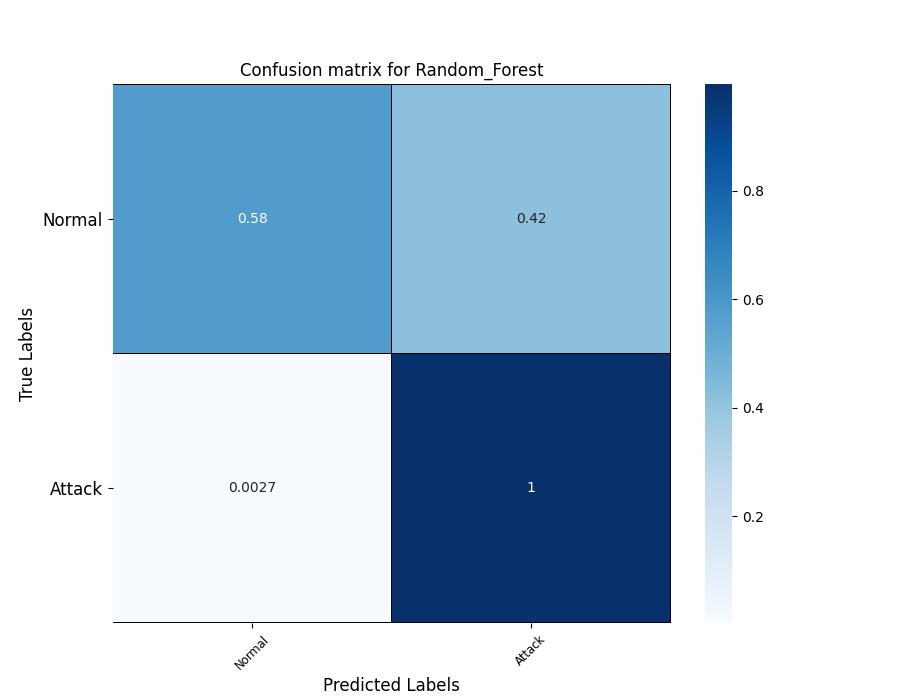 Confusion matrix for Random_Forest
True Labels
Normal
0.58
0.42
Attack
0.0027
1
Normal
Attack
Predicted Labels
0.8
0.6
0.4
0.2